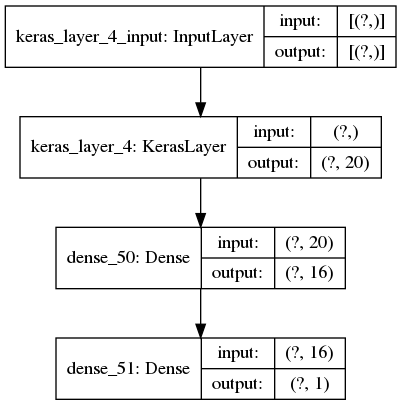 keras_layer_4_input: InputLayer
input:
[(?,)]
output:
[(?,)]
keras_layer_4: KerasLayer
input:
(?,)
output:
(?, 20)
dense_50: Dense
input:
(?, 20)
output:
(?, 16)
dense_51: Dense
input:
(?, 16)
output:
(?, 1)